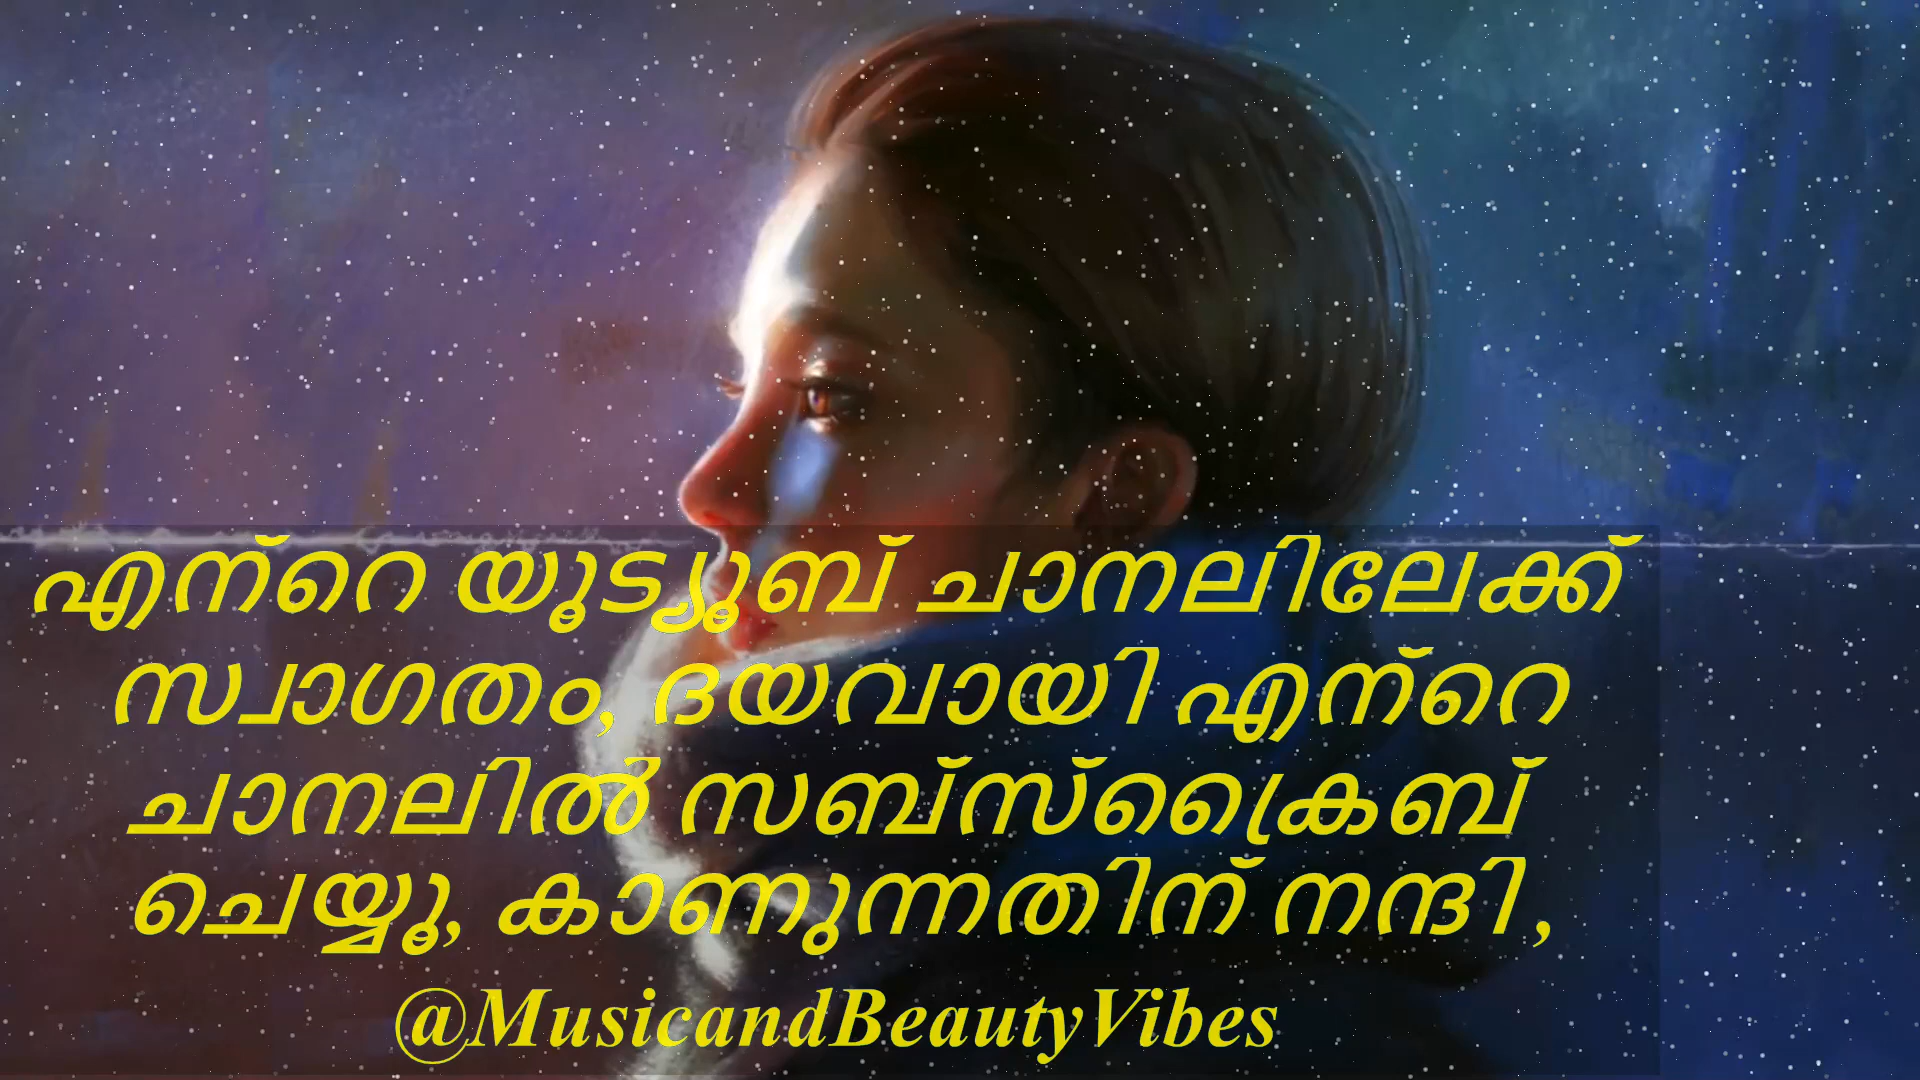 എന്റെ യൂട്യൂബ് ചാനലിലേക്ക്
സ്വാഗതം, ദയവായി എന്റെ
ചാനലിൽ സബ്സ്ക്രൈബ്
ചെയ്യൂ, കാണുന്നതിന് നന്ദി ,
@MusicandBeautyVibes